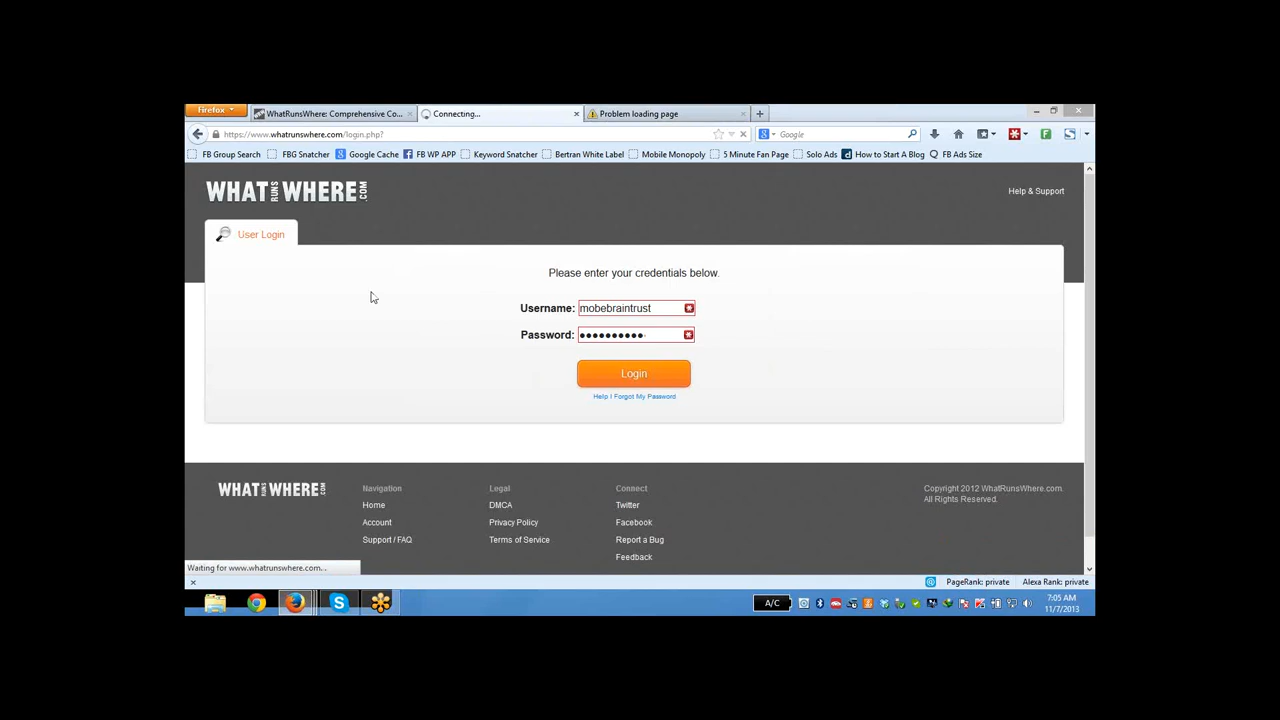 Firefox
WhatRunsWhere: Comprehensive Co...
Connecting...
Problem loading page
https://www.whatrunswhere.com/login.php?
Google
FB Group Search
FBG Snatcher
Google Cache
FB WP APP
Keyword Snatcher
Bertran White Label
Mobile Monopoly
5 Minute Fan Page
Solo Ads
How to Start A Blog
FB Ads Size
WHAT RUNS WHERE .COM
Help & Support
User Login
Please enter your credentials below.
Username: mobebraintrust
Password: ••••••••••
Login
Help I Forgot My Password
WHAT RUNS WHERE .COM
Navigation
Home
Account
Support / FAQ
Legal
DMCA
Privacy Policy
Terms of Service
Connect
Twitter
Facebook
Report a Bug
Feedback
Copyright 2012 WhatRunsWhere.com.
All Rights Reserved.
Waiting for www.whatrunswhere.com...
PageRank: private
Alexa Rank: private
A/C
7:05 AM
11/7/2013